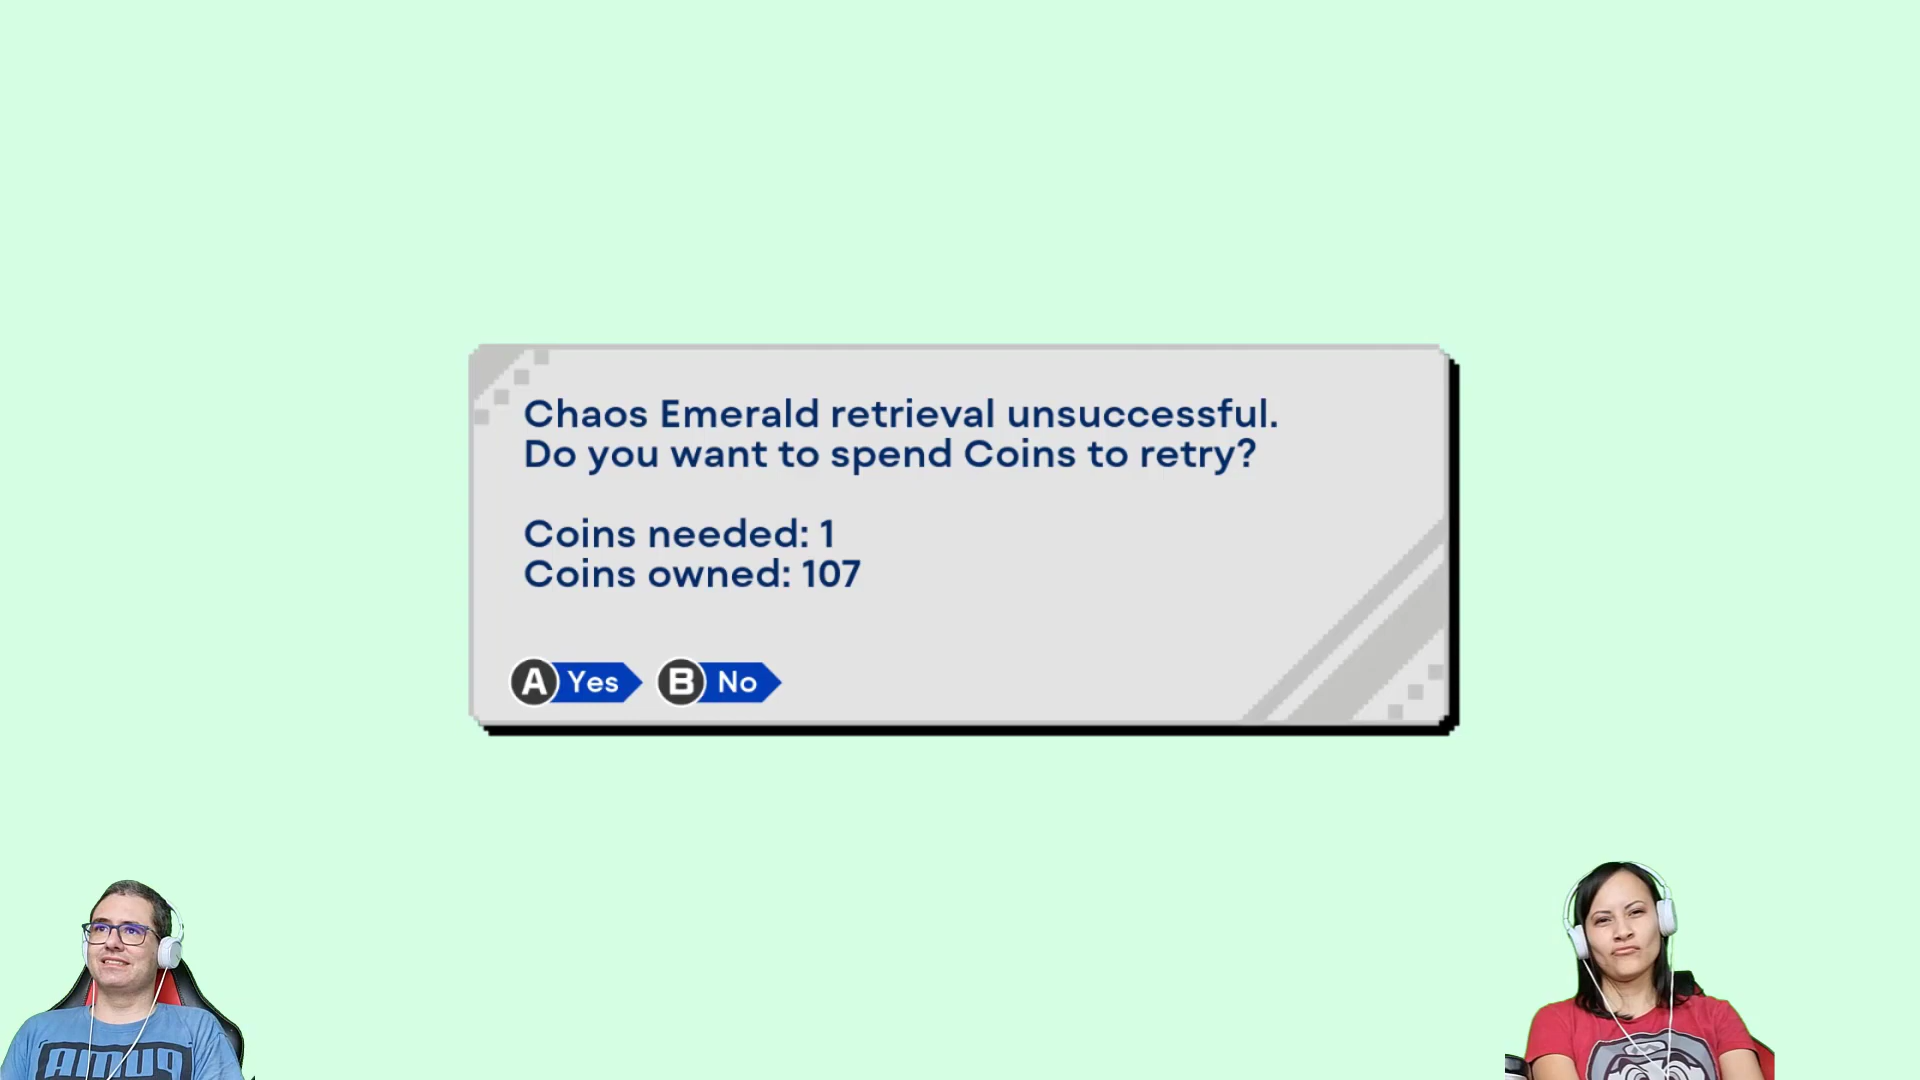 Chaos Emerald retrieval unsuccessful.
Do you want to spend Coins to retry?
Coins needed: 1
Coins owned: 107
A Yes B No